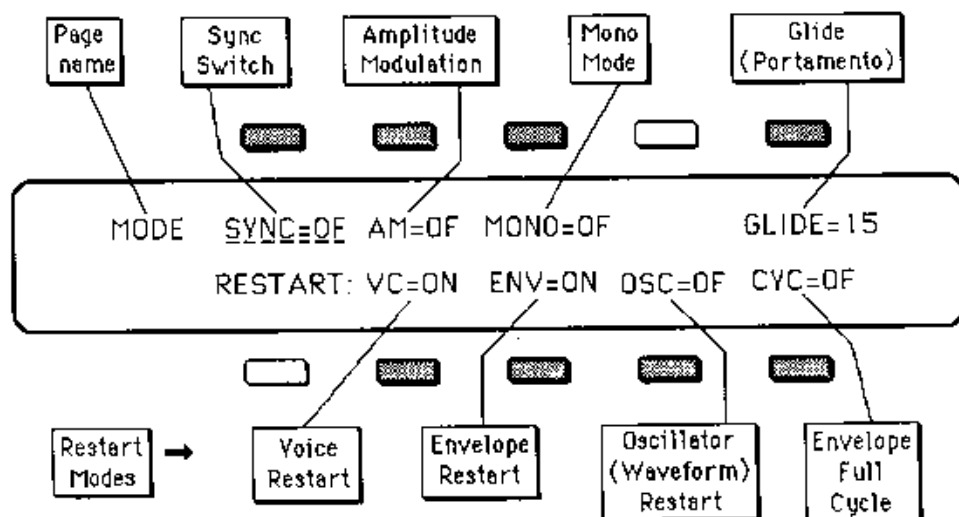 Page
name
Sync
Switch
Amplitude
Modulation
Mono
Mode
Glide
(Portamento)
MODE SYNC=OF AM=OF MONO=OF GLIDE=15
RESTART: VC=ON ENV=ON OSC=OF CYC=OF
Restart
Modes →
Voice
Restart
Envelope
Restart
Oscillator
(Waveform)
Restart
Envelope
Full
Cycle